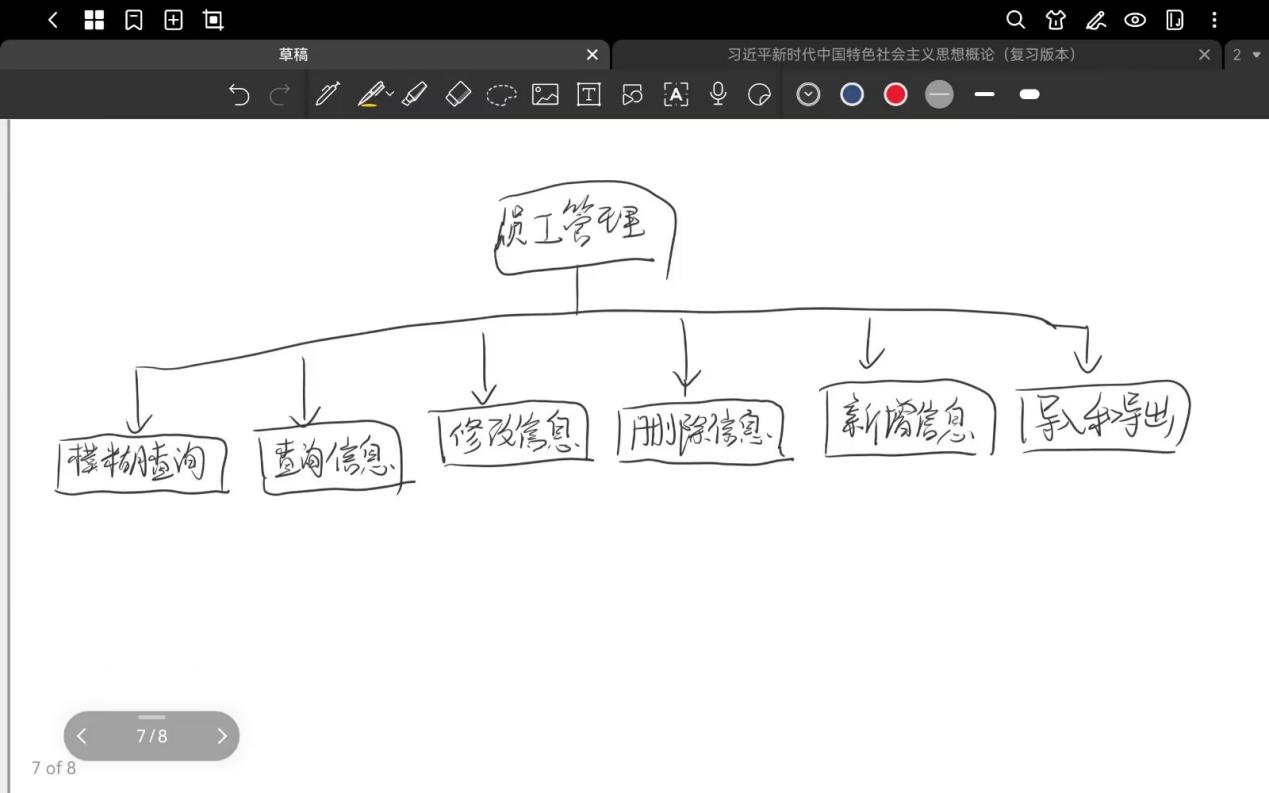 草稿
习近平新时代中国特色社会主义思想概论（复习版本）
2
员工管理
模糊查询
查询信息
修改信息
删除信息
新增信息
导入和导出
7/8
7 of 8